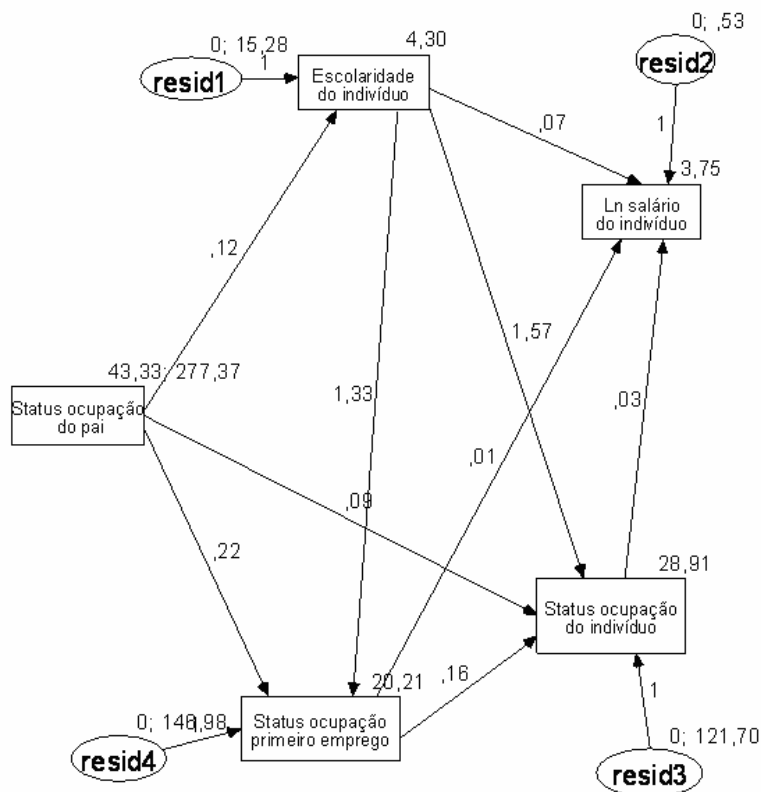 0; 15,28
4,30
0; ,53
resid1
1
Escolaridade
do indivíduo
resid2
,07
1
3,75
Ln salário
do indivíduo
,12
1,57
43,33; 277,37
1,33
,03
Status ocupação
do pai
,01
,09
,22
28,91
Status ocupação
do indivíduo
20,21
,16
1
0; 121,70
Status ocupação
primeiro emprego
resid4
resid3